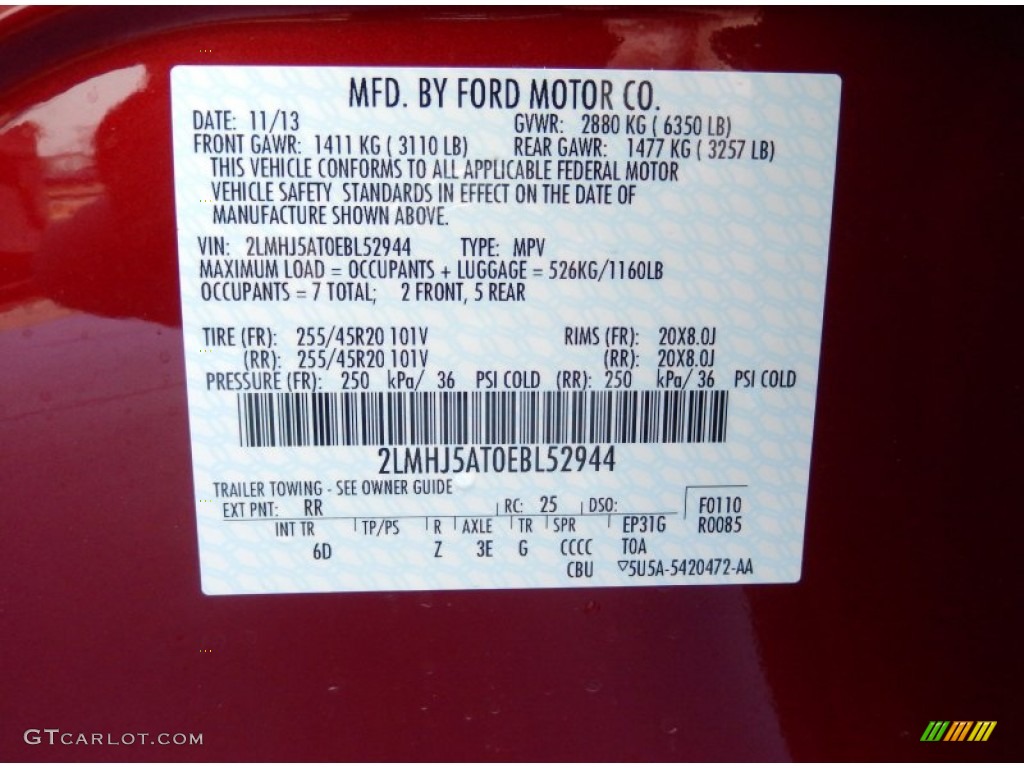 MFD. BY FORD MOTOR CO.
DATE: 11/13 GVWR: 2880 KG ( 6350 LB)
FRONT GAWR: 1411 KG ( 3110 LB) REAR GAWR: 1477 KG ( 3257 LB)
THIS VEHICLE CONFORMS TO ALL APPLICABLE FEDERAL MOTOR
VEHICLE SAFETY STANDARDS IN EFFECT ON THE DATE OF
MANUFACTURE SHOWN ABOVE.
VIN: 2LMHJ5AT0EBL52944 TYPE: MPV
MAXIMUM LOAD = OCCUPANTS + LUGGAGE = 526KG/1160LB
OCCUPANTS = 7 TOTAL; 2 FRONT, 5 REAR
TIRE (FR): 255/45R20 101V RIMS (FR): 20X8.0J
(RR): 255/45R20 101V (RR): 20X8.0J
PRESSURE (FR): 250 kPa/ 36 PSI COLD (RR): 250 kPa/ 36 PSI COLD
2LMHJ5AT0EBL52944
TRAILER TOWING - SEE OWNER GUIDE
EXT PNT: RR RC: 25 DSO: F0110
INT TR TP/PS R AXLE TR SPR EP31G R0085
6D Z 3E G CCCC T0A
CBU ▽5U5A-5420472-AA
GTCARLOT.COM